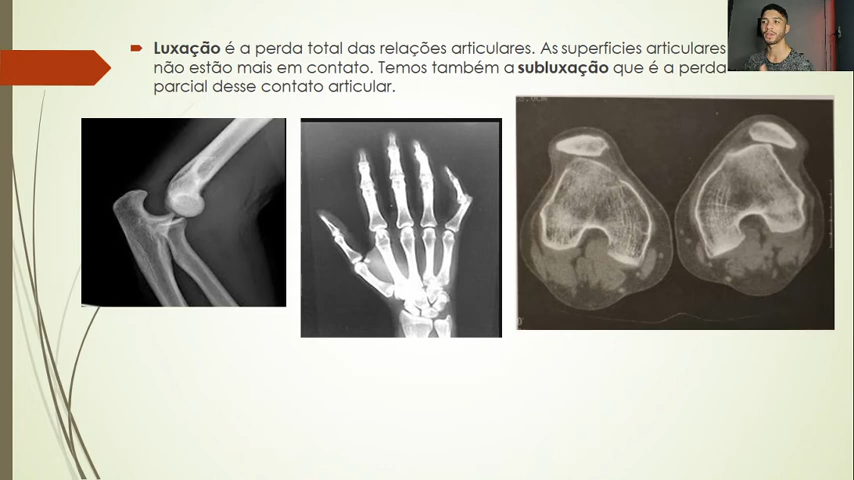 Luxação é a perda total das relações articulares. As superficies articulares
não estão mais em contato. Temos também a subluxação que é a perda
parcial desse contato articular.